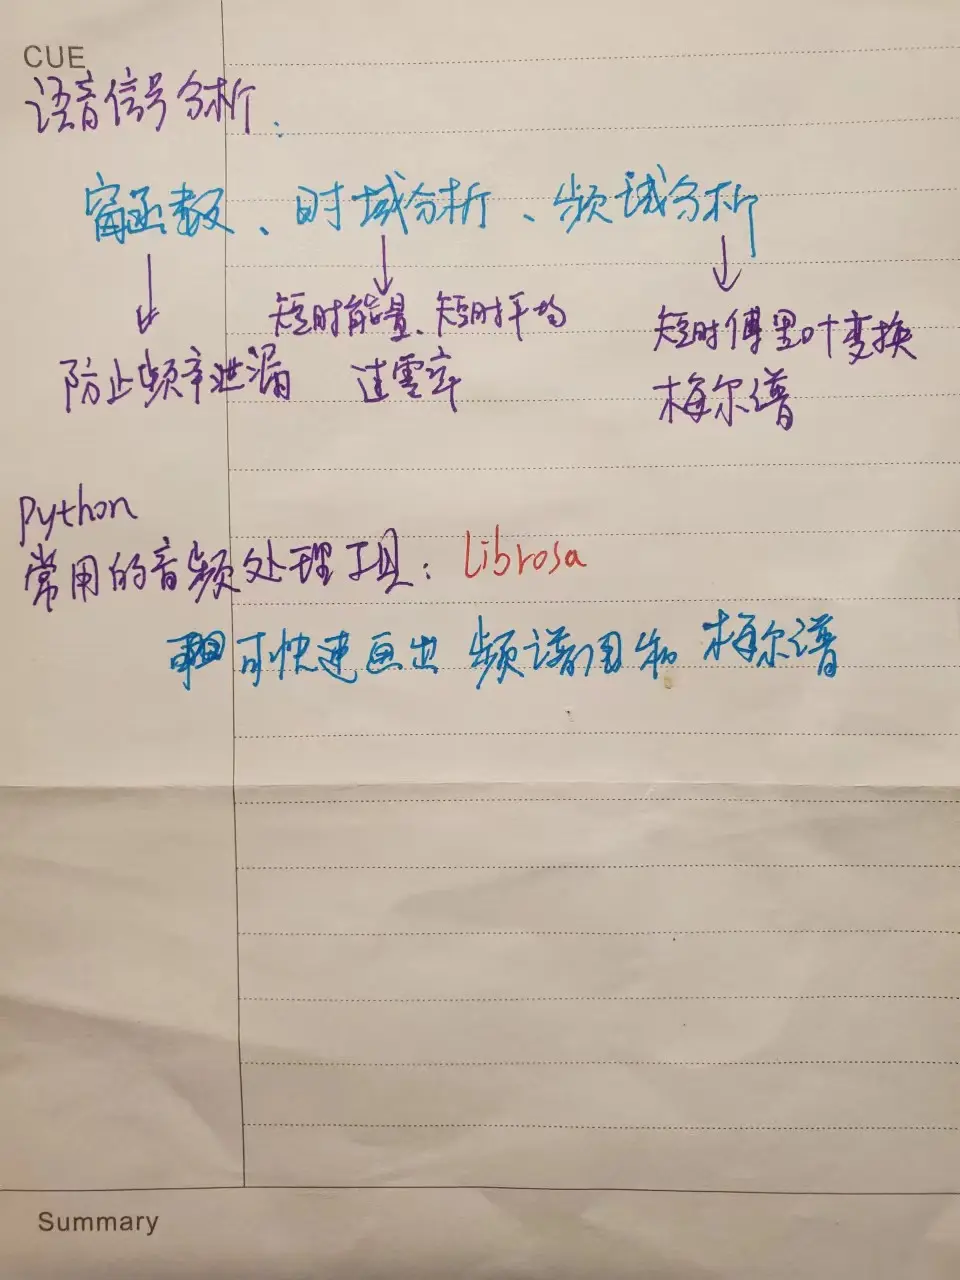 CUE
语音信号分析:
窗函数、时域分析、频域分析
短时能量、短时平均
过零率
防止频率泄漏
短时傅里叶变换
梅尔谱
Python
常用的音频处理工具: Librosa
可快速画出 频谱图和 梅尔谱
Summary